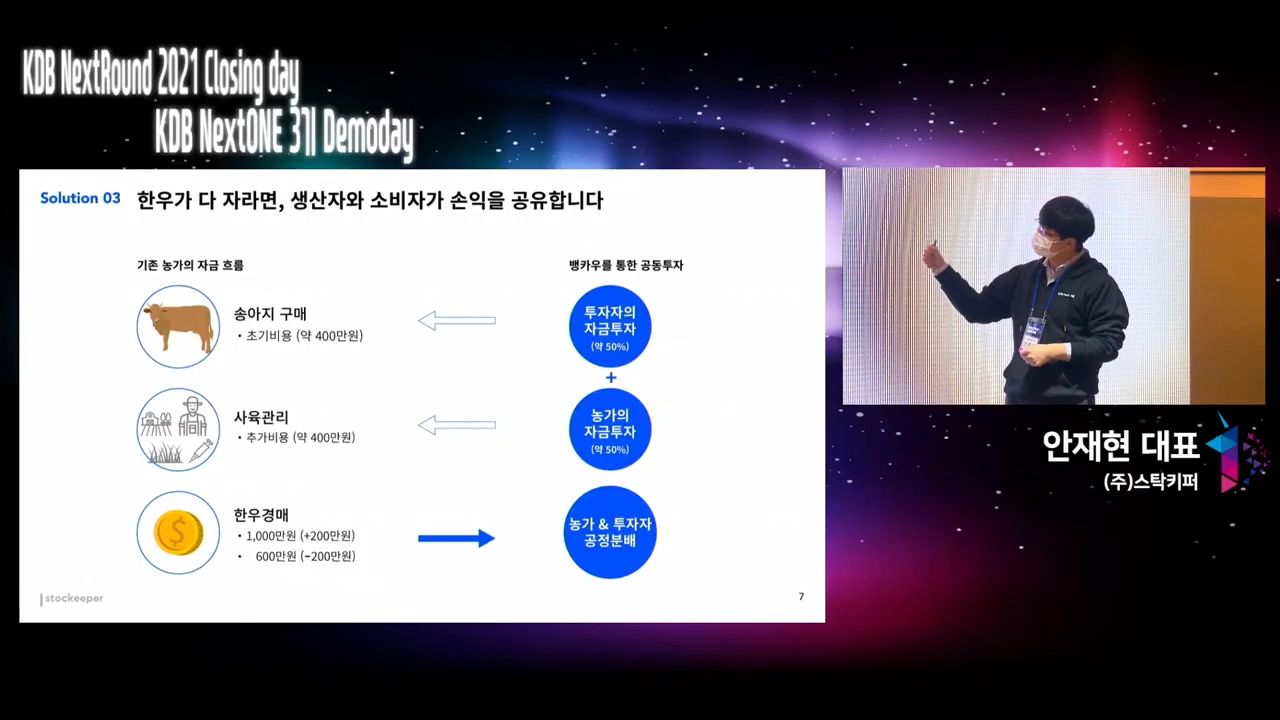 KDB NextRound 2021 Closing day
KDB NextONE 3기 Demoday
Solution 03 한우가 다 자라면, 생산자와 소비자가 손익을 공유합니다
기존 농가의 자금 흐름
뱅카우를 통한 공동투자
송아지 구매
• 초기비용 (약 400만원)
투자자의
자금투자
(약 50%)
+
사육관리
• 추가비용 (약 400만원)
농가의
자금투자
(약 50%)
한우경매
• 1,000만원 (+200만원)
• 600만원 (−200만원)
농가 & 투자자
공정분배
stockeeper
7
안재현 대표
(주)스탁키퍼